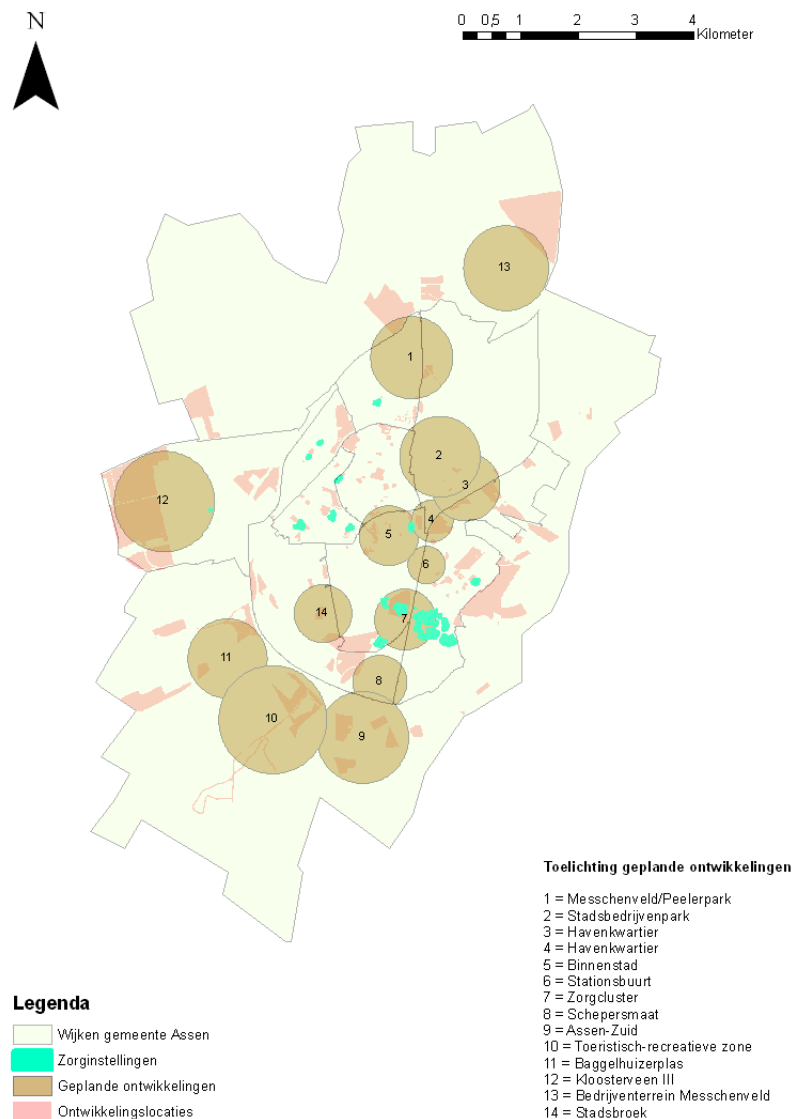 N
0 0,5 1 2 3 4
Kilometer
13
1
2
3
12
4
5
6
14
7
11
8
10
9
Toelichting geplande ontwikkelingen
1 = Messchenveld/Peelerpark
2 = Stadsbedrijvenpark
3 = Havenkwartier
4 = Havenkwartier
5 = Binnenstad
6 = Stationsbuurt
7 = Zorgcluster
8 = Schepersmaat
9 = Assen-Zuid
10 = Toeristisch-recreatieve zone
11 = Baggelhuizerplas
12 = Kloosterveen III
13 = Bedrijventerrein Messchenveld
14 = Stadsbroek
Legenda
Wijken gemeente Assen
Zorginstellingen
Geplande ontwikkelingen
Ontwikkelingslocaties